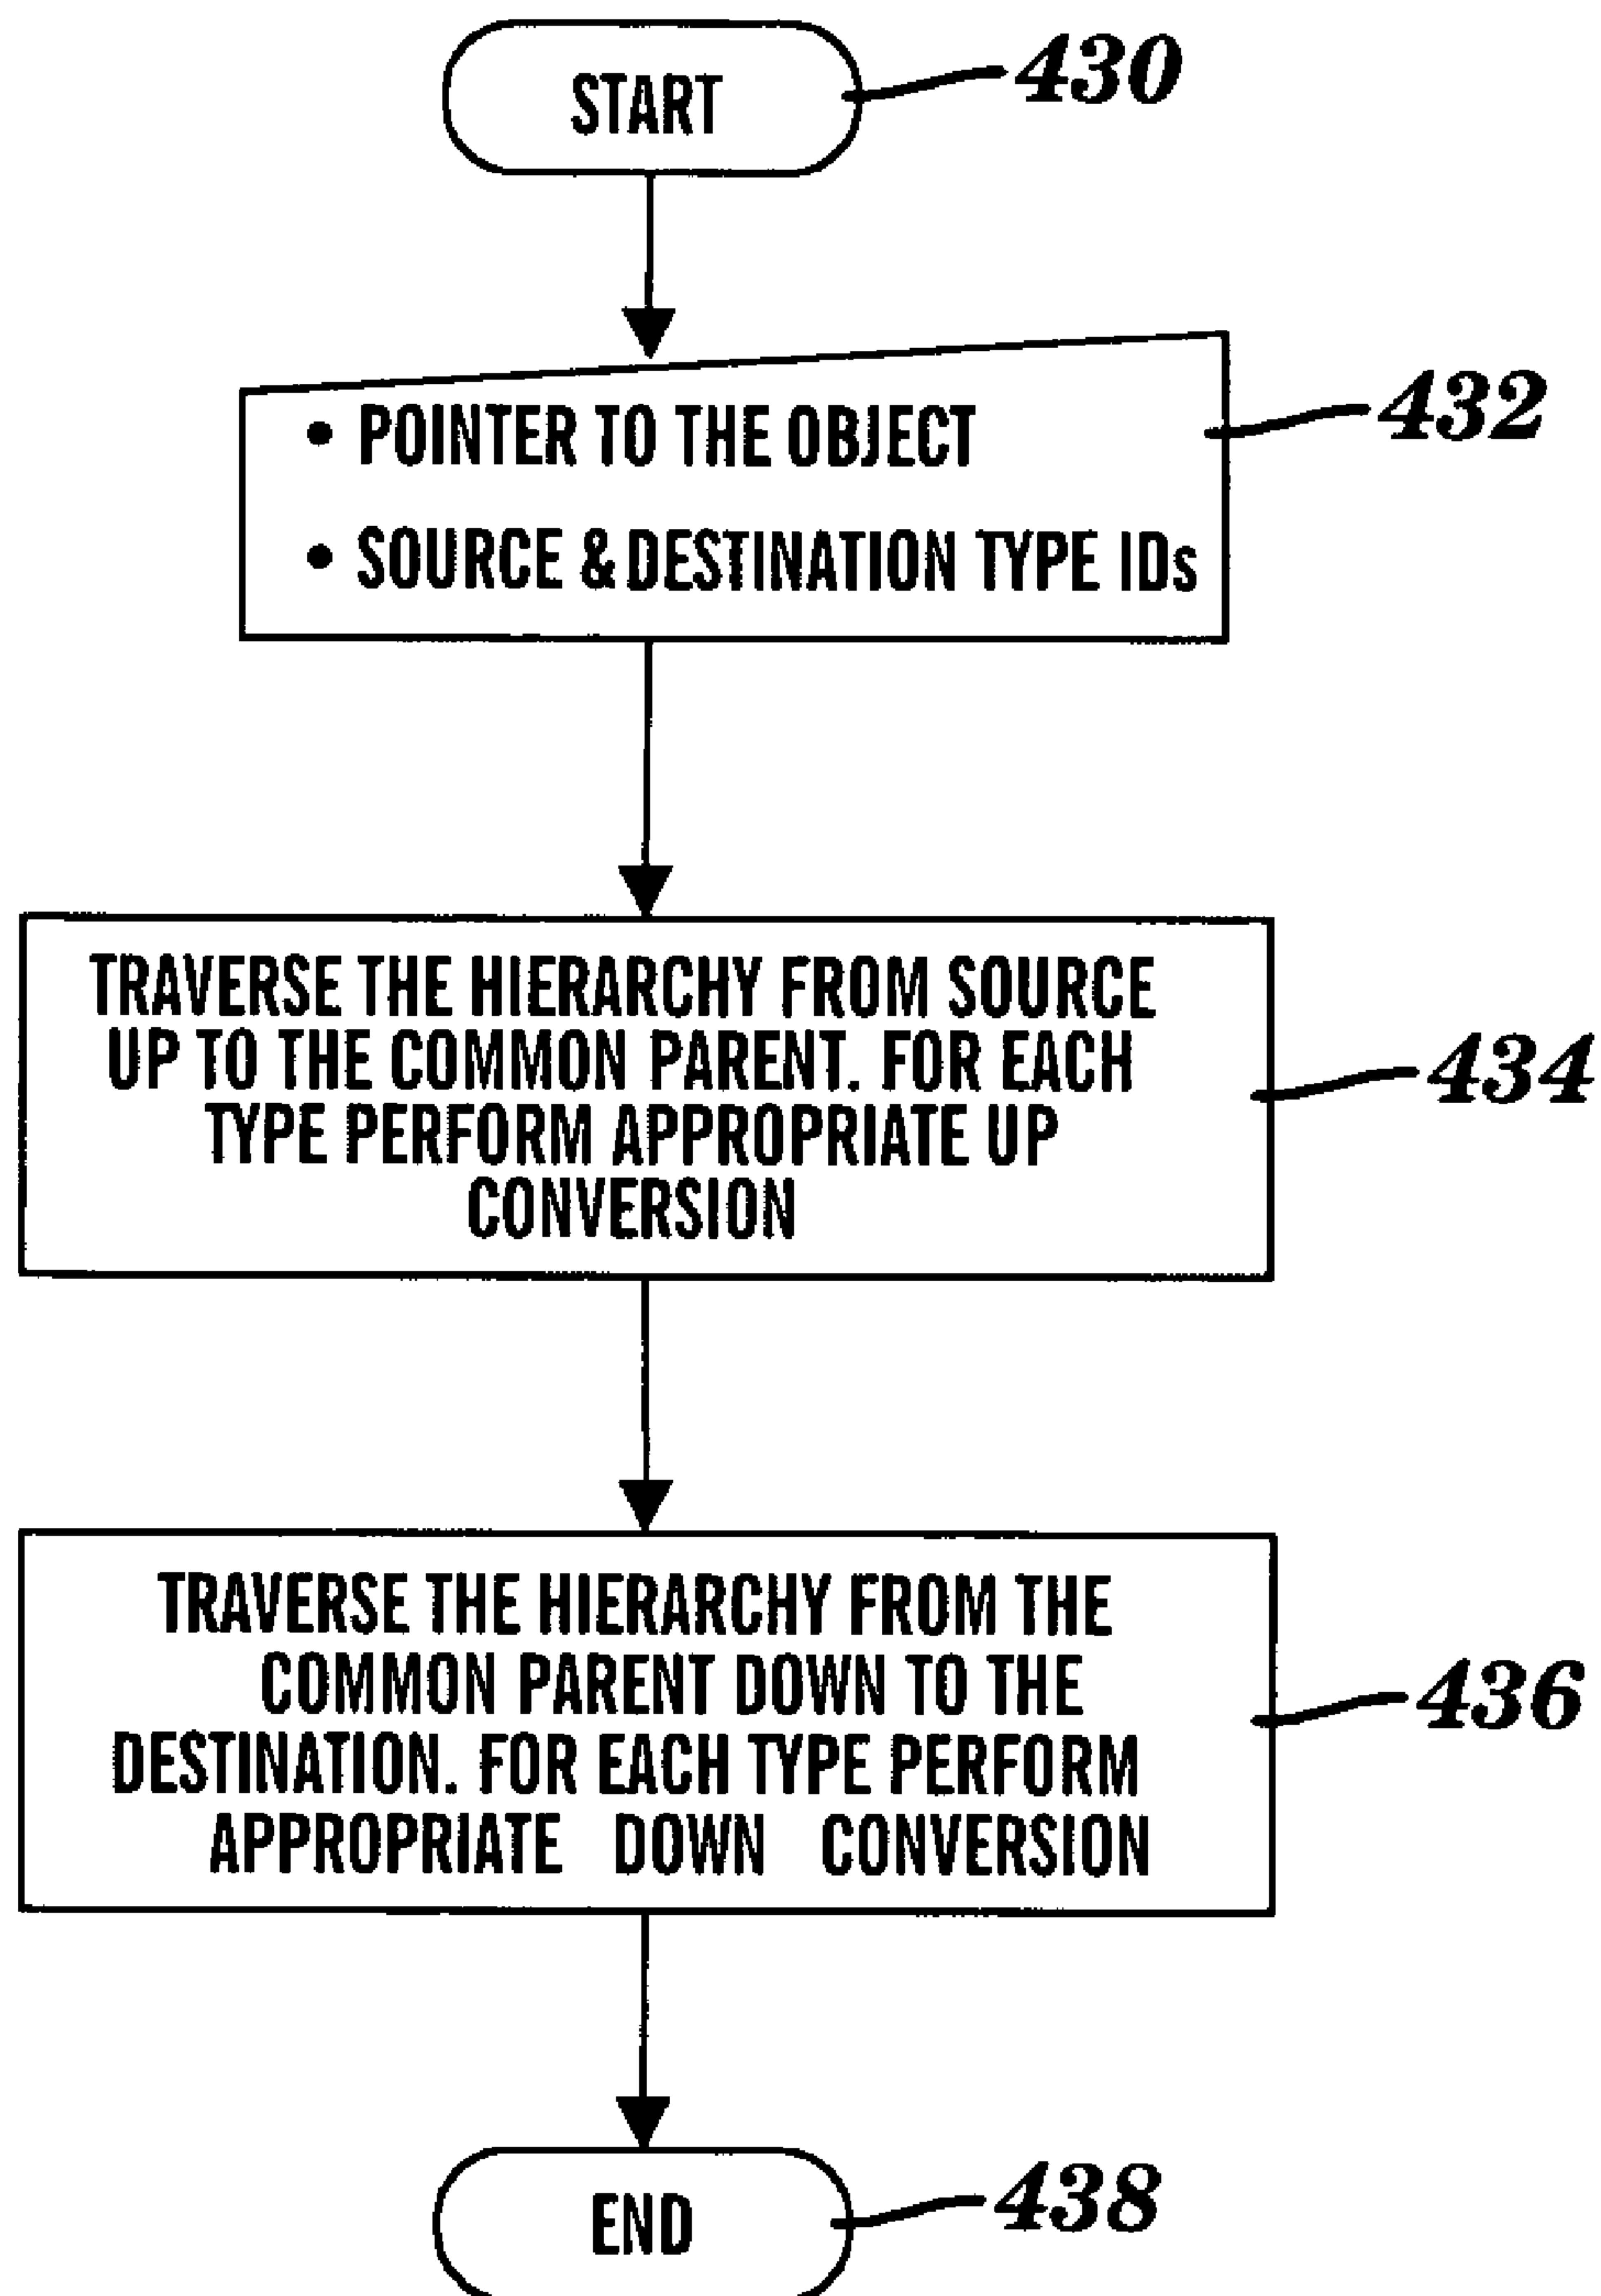 START
430
• POINTER TO THE OBJECT
432
• SOURCE & DESTINATION TYPE IDs
TRAVERSE THE HIERARCHY FROM SOURCE
UP TO THE COMMON PARENT. FOR EACH
434
TYPE PERFORM APPROPRIATE UP
CONVERSION
TRAVERSE THE HIERARCHY FROM THE
COMMON PARENT DOWN TO THE
436
DESTINATION. FOR EACH TYPE PERFORM
APPROPRIATE DOWN CONVERSION
END
438